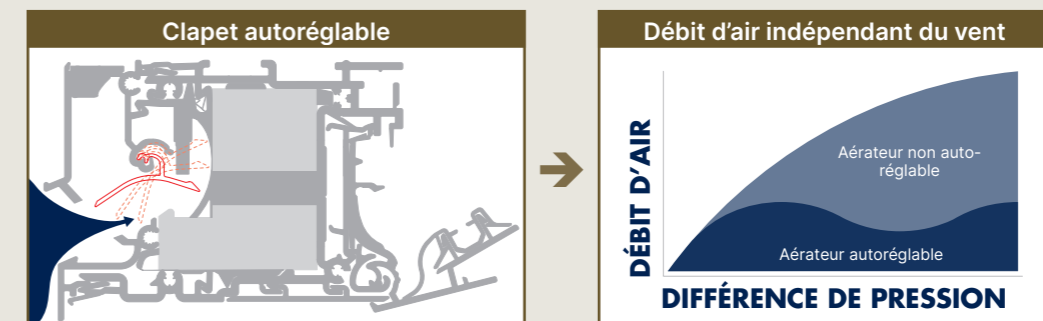 Clapet autoréglable
Débit d'air indépendant du vent
DÉBIT D'AIR
Aérateur non auto-
réglable
Aérateur autoréglable
DIFFÉRENCE DE PRESSION